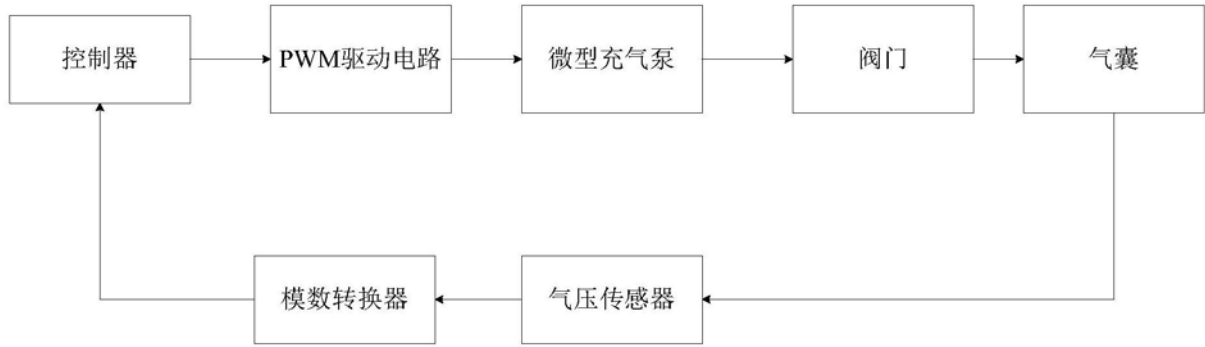 控制器
PWM驱动电路
微型充气泵
阀门
气囊
模数转换器
气压传感器